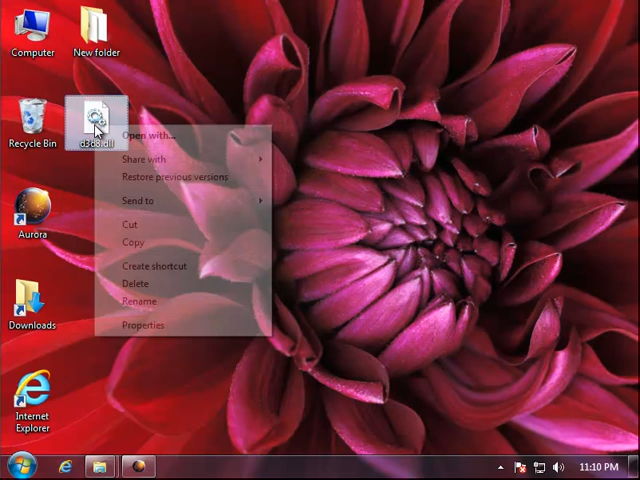 Computer
New folder
Recycle Bin
d3d8.dll
Open with...
Share with
Restore previous versions
Send to
Cut
Copy
Create shortcut
Delete
Rename
Properties
Aurora
Downloads
Internet
Explorer
11:10 PM